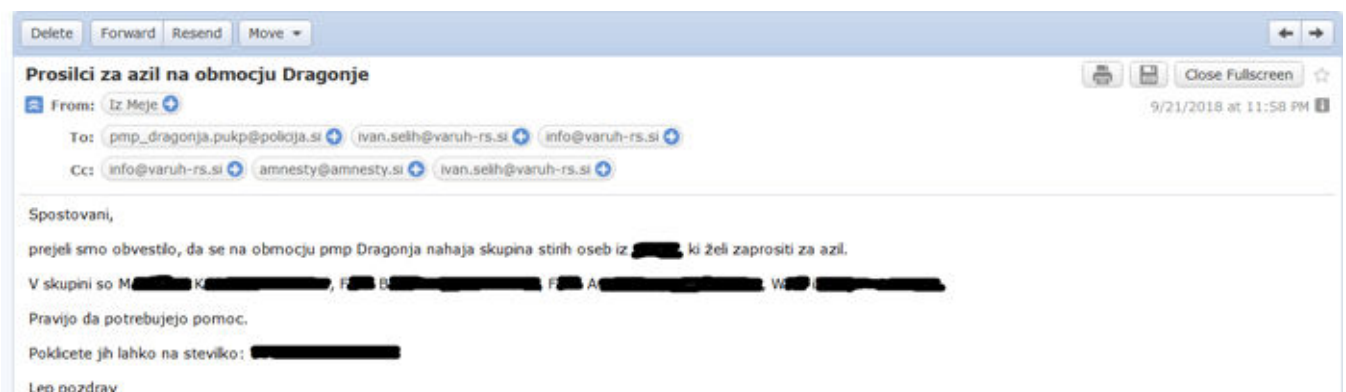 Delete Forward Resend Move
Prosilci za azil na obmocju Dragonje Close Fullscreen
From: Iz Meje 9/21/2018 at 11:58 PM
To: pmp_dragonja.pukp@policija.si ivan.selih@varuh-rs.si info@varuh-rs.si
Cc: info@varuh-rs.si amnesty@amnesty.si ivan.selih@varuh-rs.si
Spostovani,
prejeli smo obvestilo, da se na obmocju pmp Dragonja nahaja skupina stirih oseb iz , ki želi zaprositi za azil.
V skupini so M K , F B , F A , W
Pravijo da potrebujejo pomoc.
Poklicete jih lahko na stevilko:
Lep pozdrav